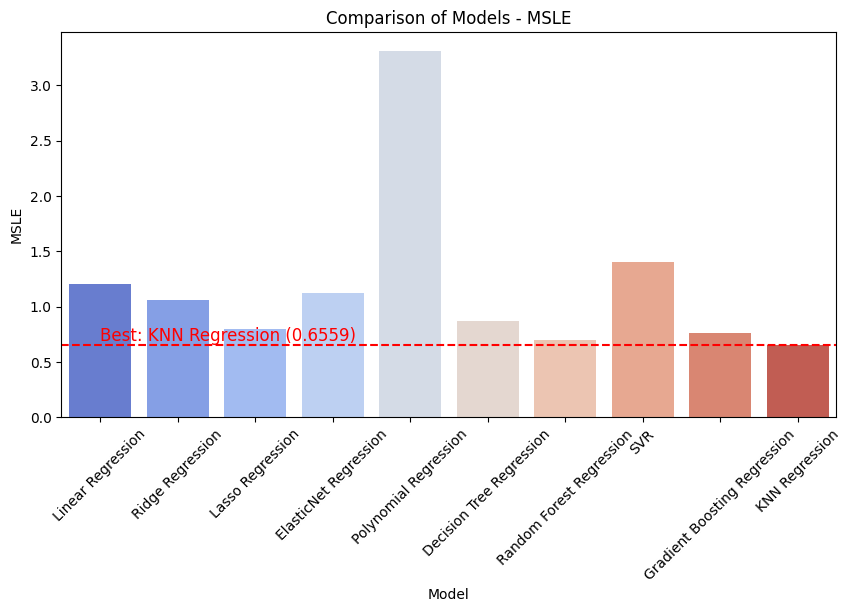 Comparison of Models - MSLE
MSLE
3.0
2.5
2.0
1.5
1.0
0.5
0.0
Best: KNN Regression (0.6559)
Linear Regression
Ridge Regression
Lasso Regression
ElasticNet Regression
Polynomial Regression
Decision Tree Regression
Random Forest Regression
SVR
Gradient Boosting Regression
KNN Regression
Model